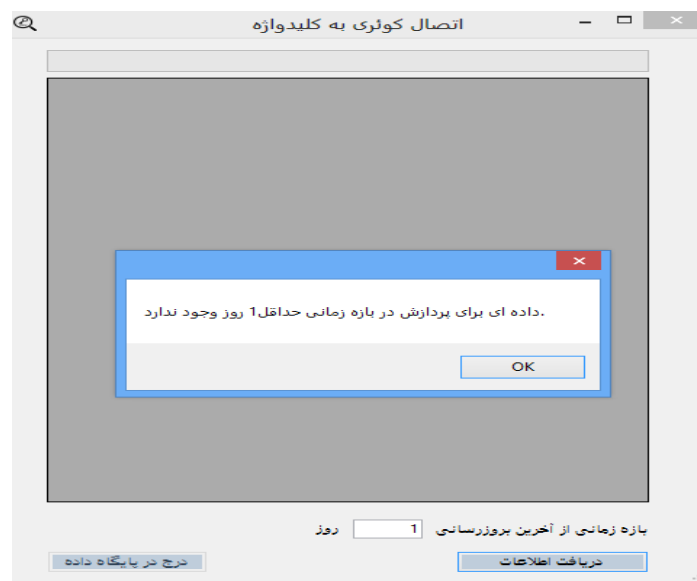 اتصال کوئری به کلیدواژه
داده ای برای پردازش در بازه زمانی حداقل1 روز وجود ندارد.
OK
بازه زمانی از آخرین بروزرسانی 1 روز
دریافت اطلاعات
درج در پایگاه داده